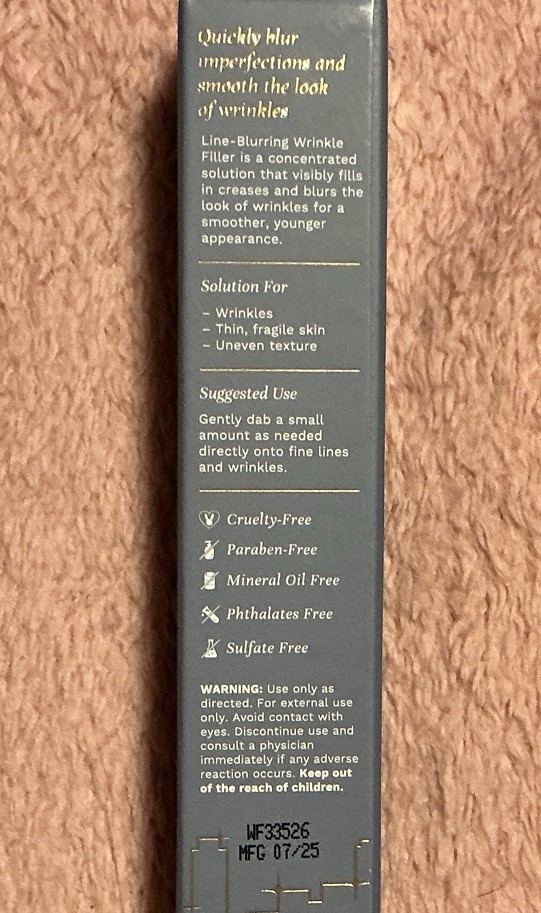 Quickly blur
imperfections and
smooth the look
of wrinkles
Line-Blurring Wrinkle
Filler is a concentrated
solution that visibly fills
in creases and blurs the
look of wrinkles for a
smoother, younger
appearance.
Solution For
– Wrinkles
– Thin, fragile skin
– Uneven texture
Suggested Use
Gently dab a small
amount as needed
directly onto fine lines
and wrinkles.
Cruelty-Free
Paraben-Free
Mineral Oil Free
Phthalates Free
Sulfate Free
WARNING: Use only as
directed. For external use
only. Avoid contact with
eyes. Discontinue use and
consult a physician
immediately if any adverse
reaction occurs. Keep out
of the reach of children.
WF33526
MFG 07/25